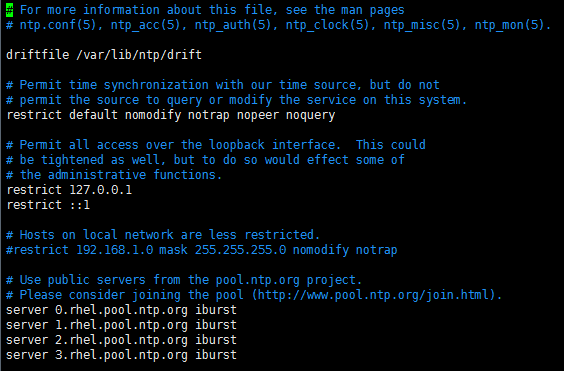 # For more information about this file, see the man pages
# ntp.conf(5), ntp_acc(5), ntp_auth(5), ntp_clock(5), ntp_misc(5), ntp_mon(5).
driftfile /var/lib/ntp/drift
# Permit time synchronization with our time source, but do not
# permit the source to query or modify the service on this system.
restrict default nomodify notrap nopeer noquery
# Permit all access over the loopback interface.  This could
# be tightened as well, but to do so would effect some of
# the administrative functions.
restrict 127.0.0.1
restrict ::1
# Hosts on local network are less restricted.
#restrict 192.168.1.0 mask 255.255.255.0 nomodify notrap
# Use public servers from the pool.ntp.org project.
# Please consider joining the pool (http://www.pool.ntp.org/join.html).
server 0.rhel.pool.ntp.org iburst
server 1.rhel.pool.ntp.org iburst
server 2.rhel.pool.ntp.org iburst
server 3.rhel.pool.ntp.org iburst